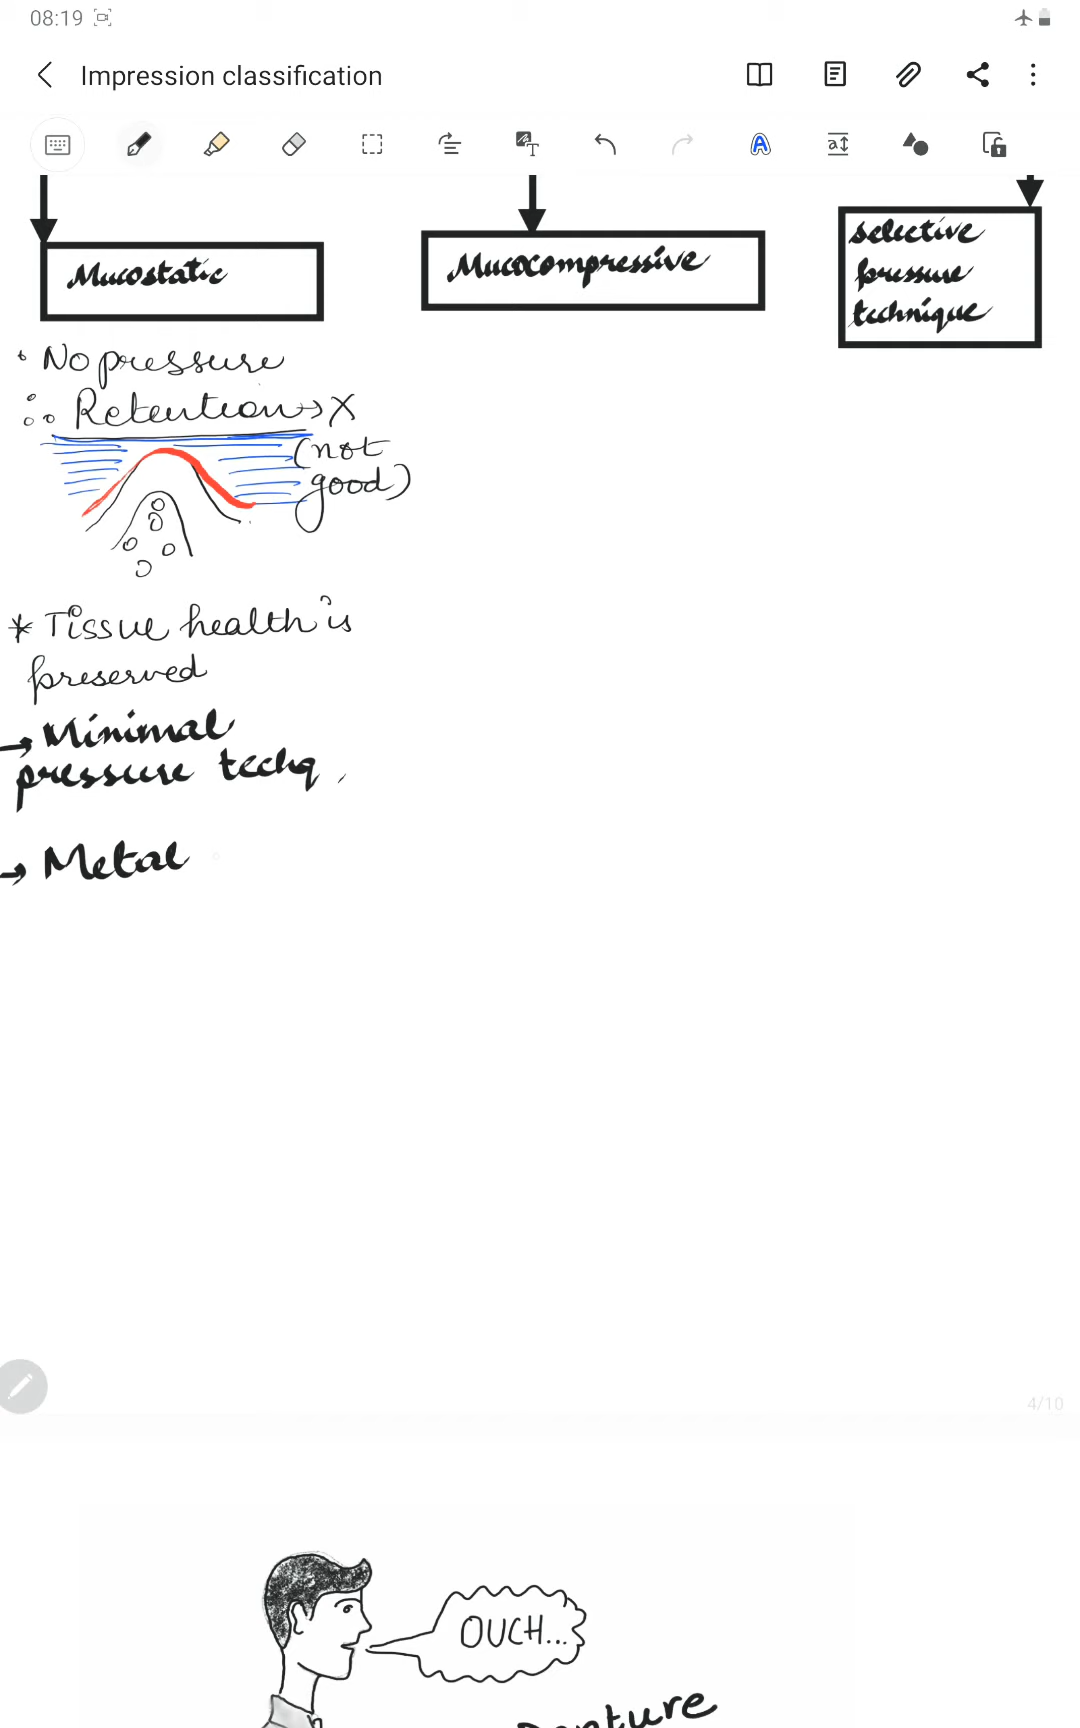 08:19
Impression classification
Mucostatic
Mucocompressive
selective
pressure
technique
• No pressure
∴ Retention → X
(not
good)
* Tissue health is
preserved
→ Minimal
pressure techq.
→ Metal
4/10
OUCH...
Denture